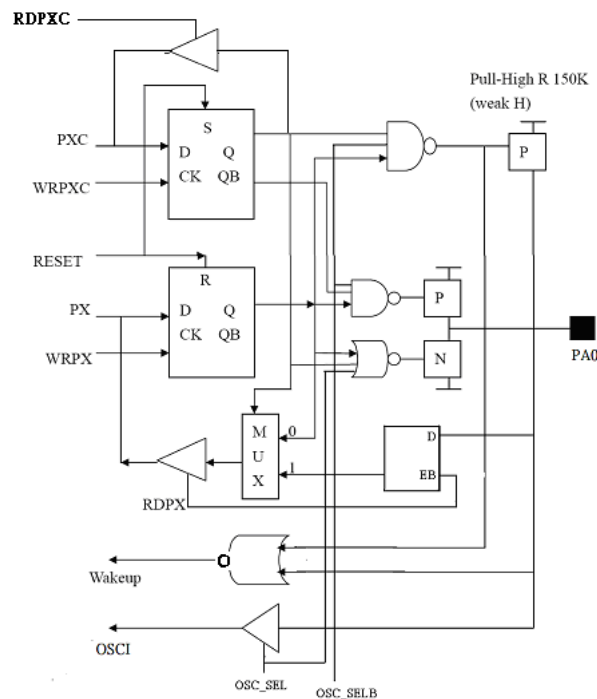 RDPXC
Pull-High R 150K
(weak H)
PXC
S
D Q
CK QB
WRPXC
P
RESET
R
PX
D Q
CK QB
WRPX
P
N
PA0
M
U
X
0
1
D
EB
RDPX
Wakeup
OSCI
OSC_SEL
OSC_SELB